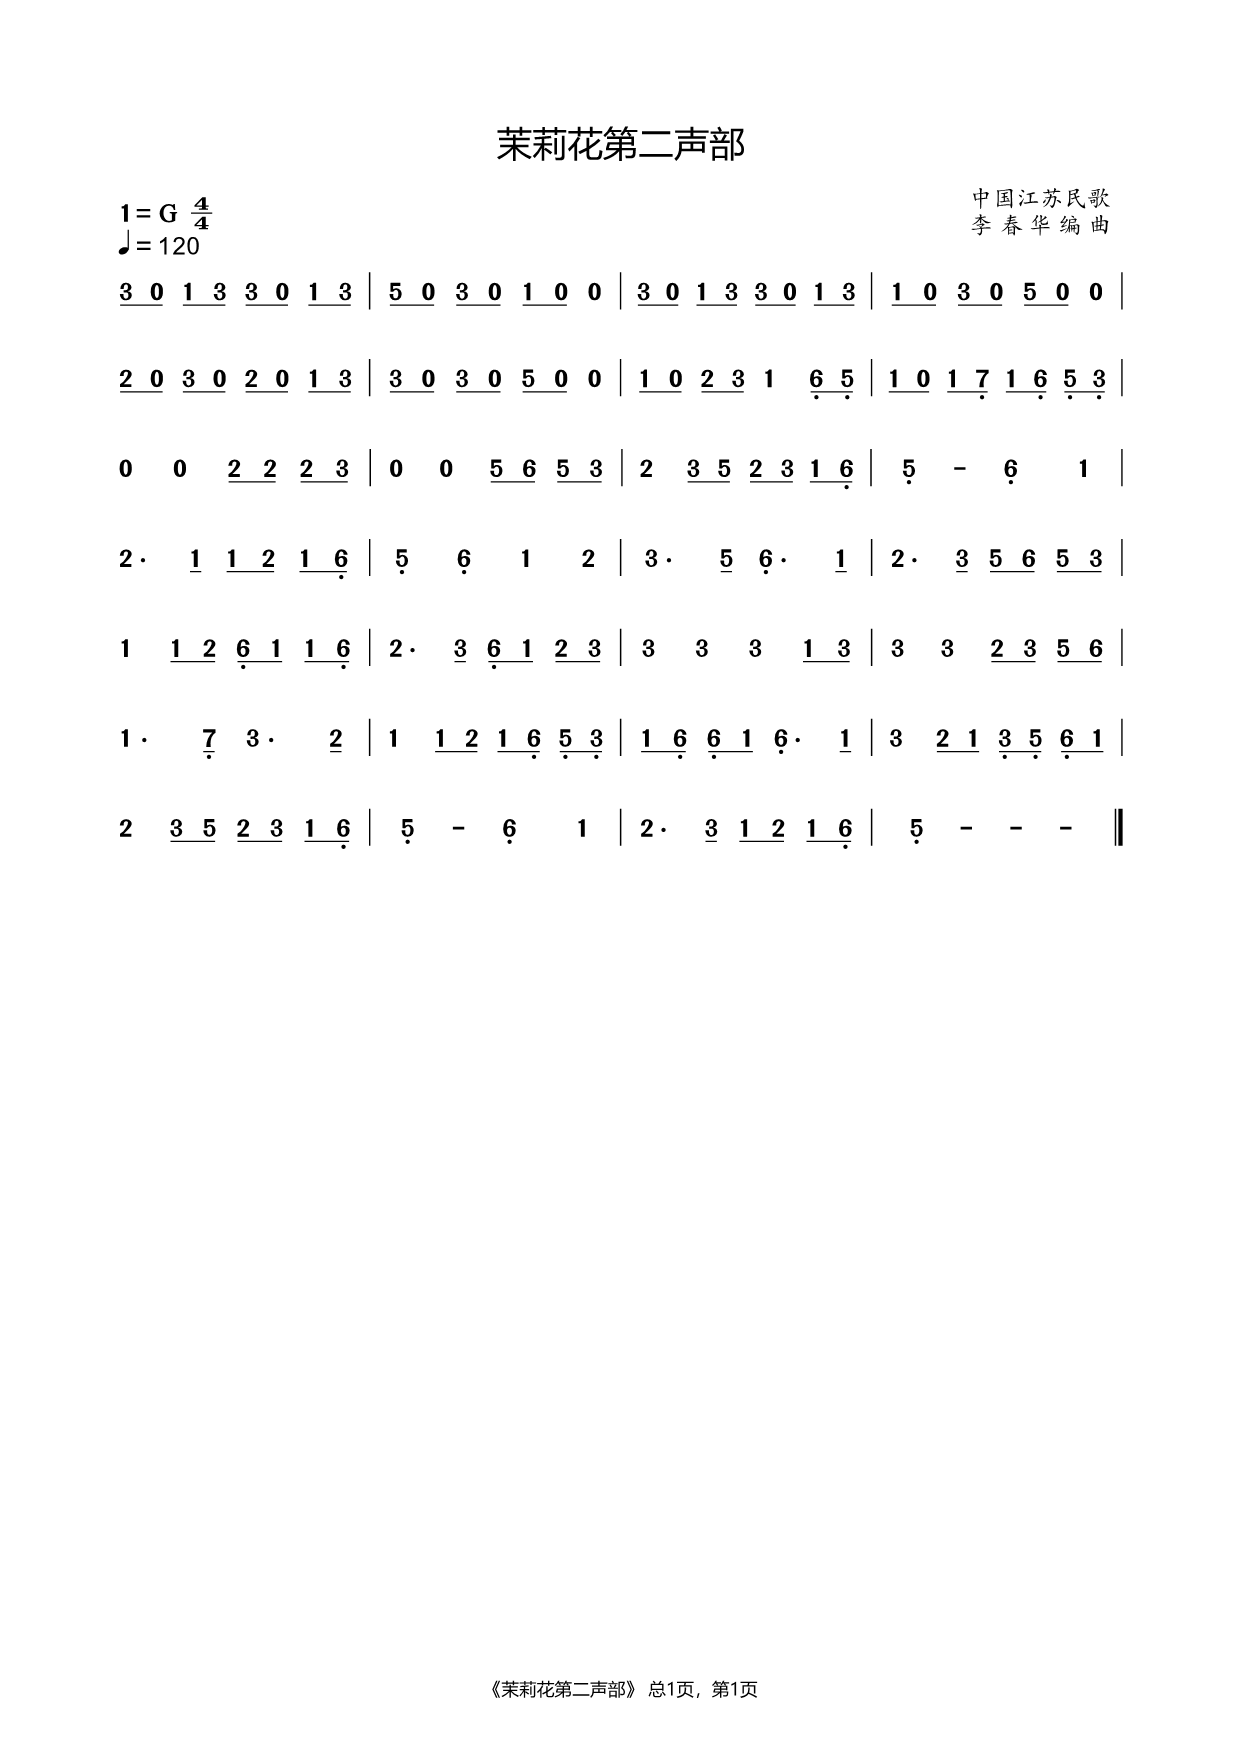 茉莉花第二声部
中国江苏民歌
1 = G 4/4
李春华编曲
♩ = 120
3 0 1 3 3 0 1 3 | 5 0 3 0 1 0 0 | 3 0 1 3 3 0 1 3 | 1 0 3 0 5 0 0 |
2 0 3 0 2 0 1 3 | 3 0 3 0 5 0 0 | 1 0 2 3 1 6̣ 5̣ | 1 0 1 7̣ 1 6̣ 5̣ 3̣ |
0 0 2 2 2 3 | 0 0 5 6 5 3 | 2 3 5 2 3 1 6̣ | 5̣ - 6̣ 1 |
2· 1 1 2 1 6̣ | 5̣ 6̣ 1 2 | 3· 5 6̣· 1 | 2· 3 5 6 5 3 |
1 1 2 6̣ 1 1 6̣ | 2· 3 6̣ 1 2 3 | 3 3 3 1 3 | 3 3 2 3 5 6 |
1· 7̣ 3· 2 | 1 1 2 1 6̣ 5̣ 3̣ | 1 6̣ 6̣ 1 6̣· 1 | 3 2 1 3̣ 5̣ 6̣ 1 |
2 3 5 2 3 1 6̣ | 5̣ - 6̣ 1 | 2· 3 1 2 1 6̣ | 5̣ - - - ‖
《茉莉花第二声部》 总1页，第1页